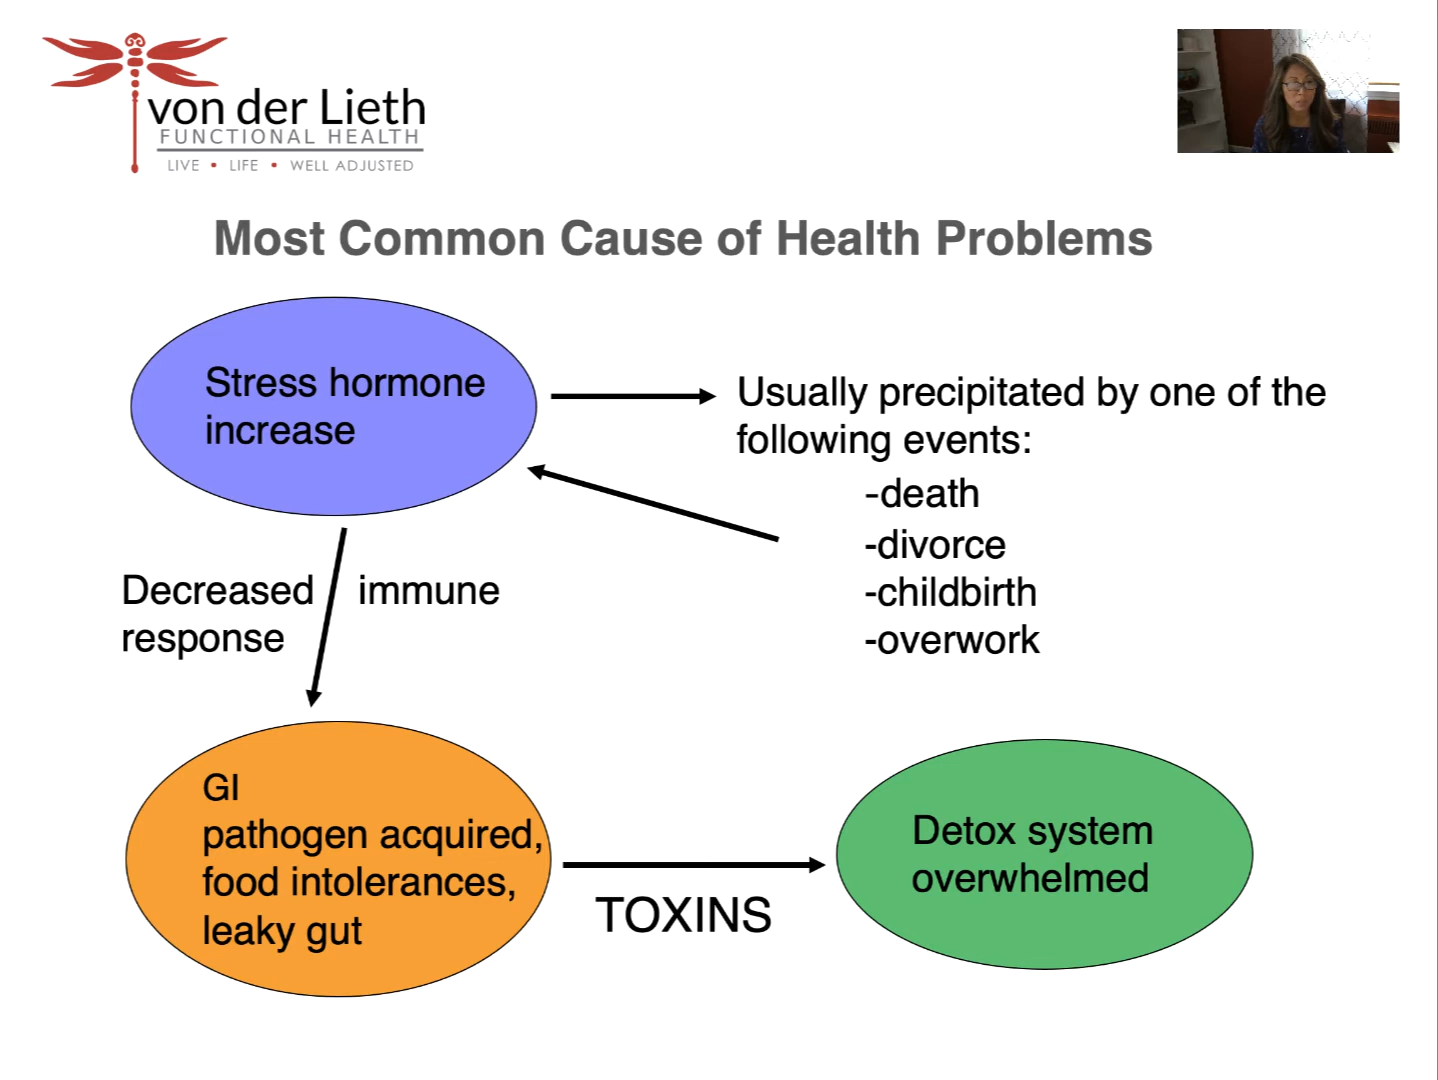 von der Lieth
FUNCTIONAL HEALTH
LIVE • LIFE • WELL ADJUSTED
Most Common Cause of Health Problems
Stress hormone
increase
Usually precipitated by one of the
following events:
-death
-divorce
-childbirth
-overwork
Decreased immune
response
GI
pathogen acquired,
food intolerances,
leaky gut
TOXINS
Detox system
overwhelmed